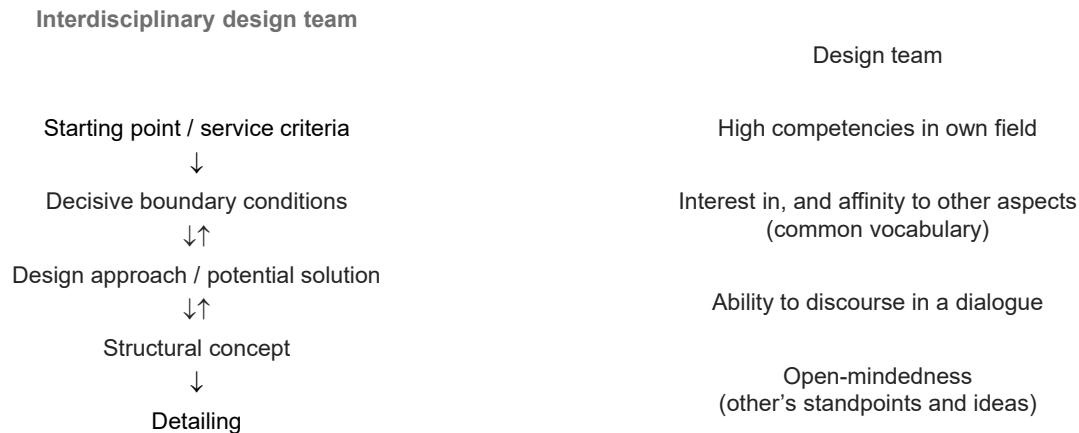 Interdisciplinary design team
Starting point / service criteria
↓
Decisive boundary conditions
↓↑
Design approach / potential solution
↓↑
Structural concept
↓
Detailing
Design team
High competencies in own field
Interest in, and affinity to other aspects
(common vocabulary)
Ability to discourse in a dialogue
Open-mindedness
(other’s standpoints and ideas)